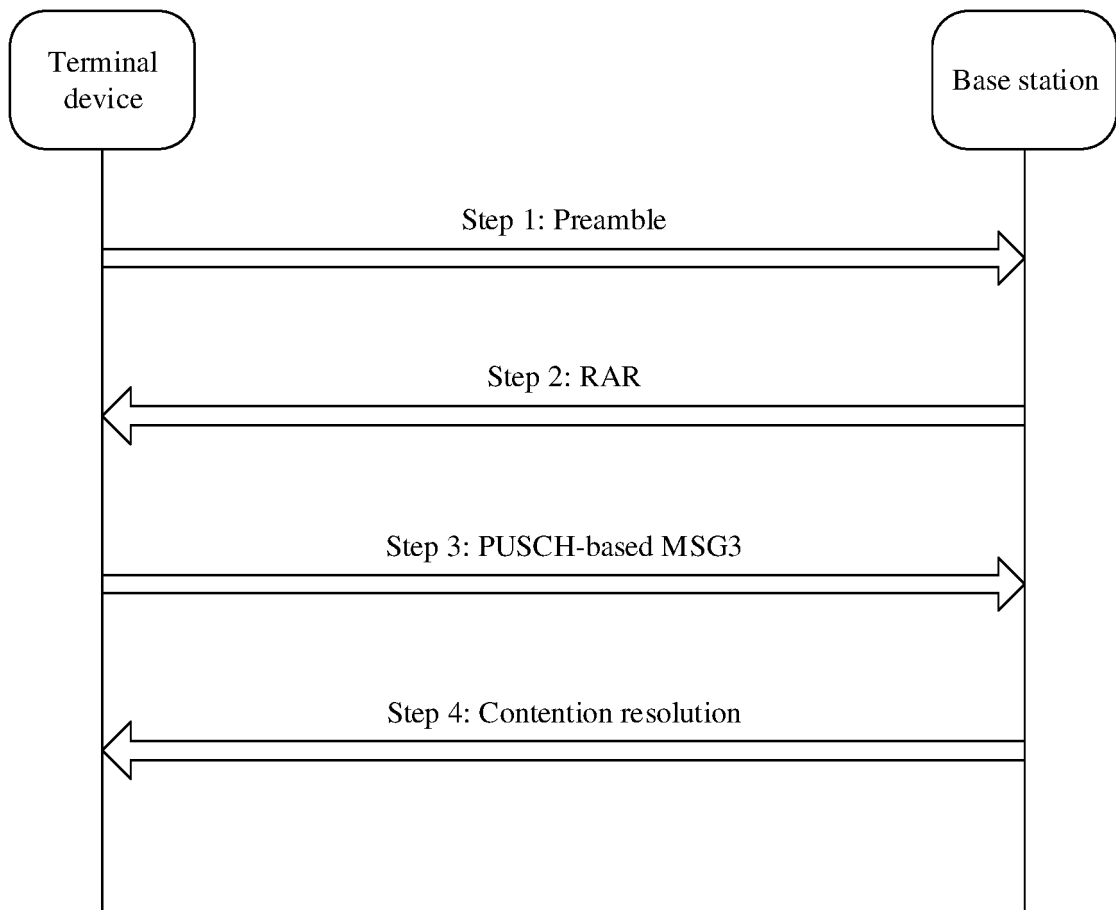 Terminal
device
Base station
Step 1: Preamble
Step 2: RAR
Step 3: PUSCH-based MSG3
Step 4: Contention resolution